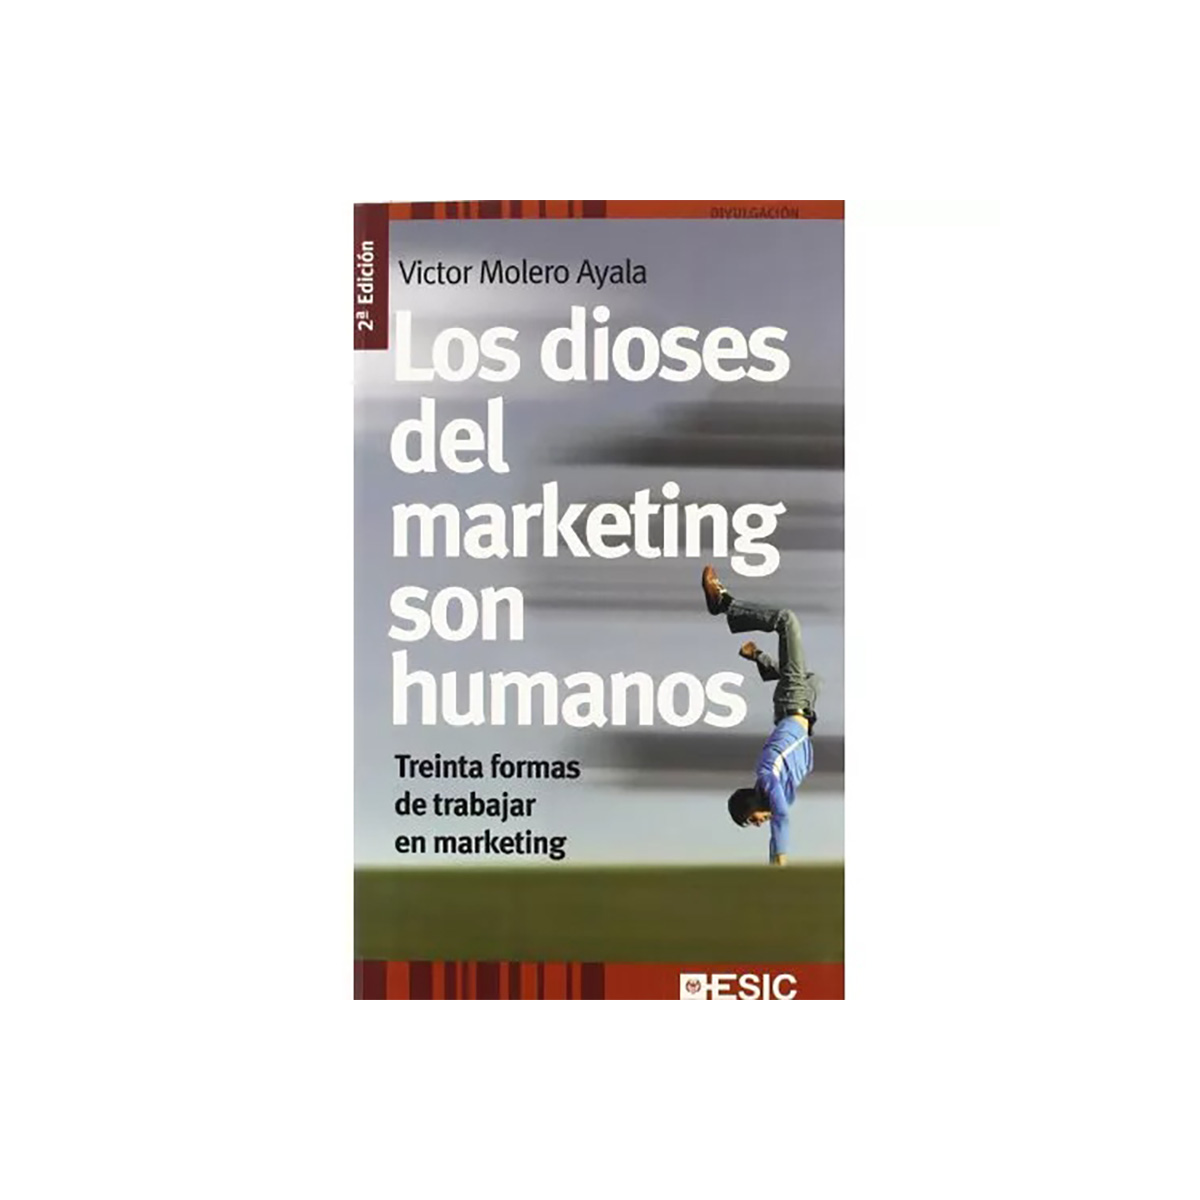 DIVULGACIÓN
2ª Edición
Victor Molero Ayala
Los dioses
del
marketing
son
humanos
Treinta formas
de trabajar
en marketing
ESIC